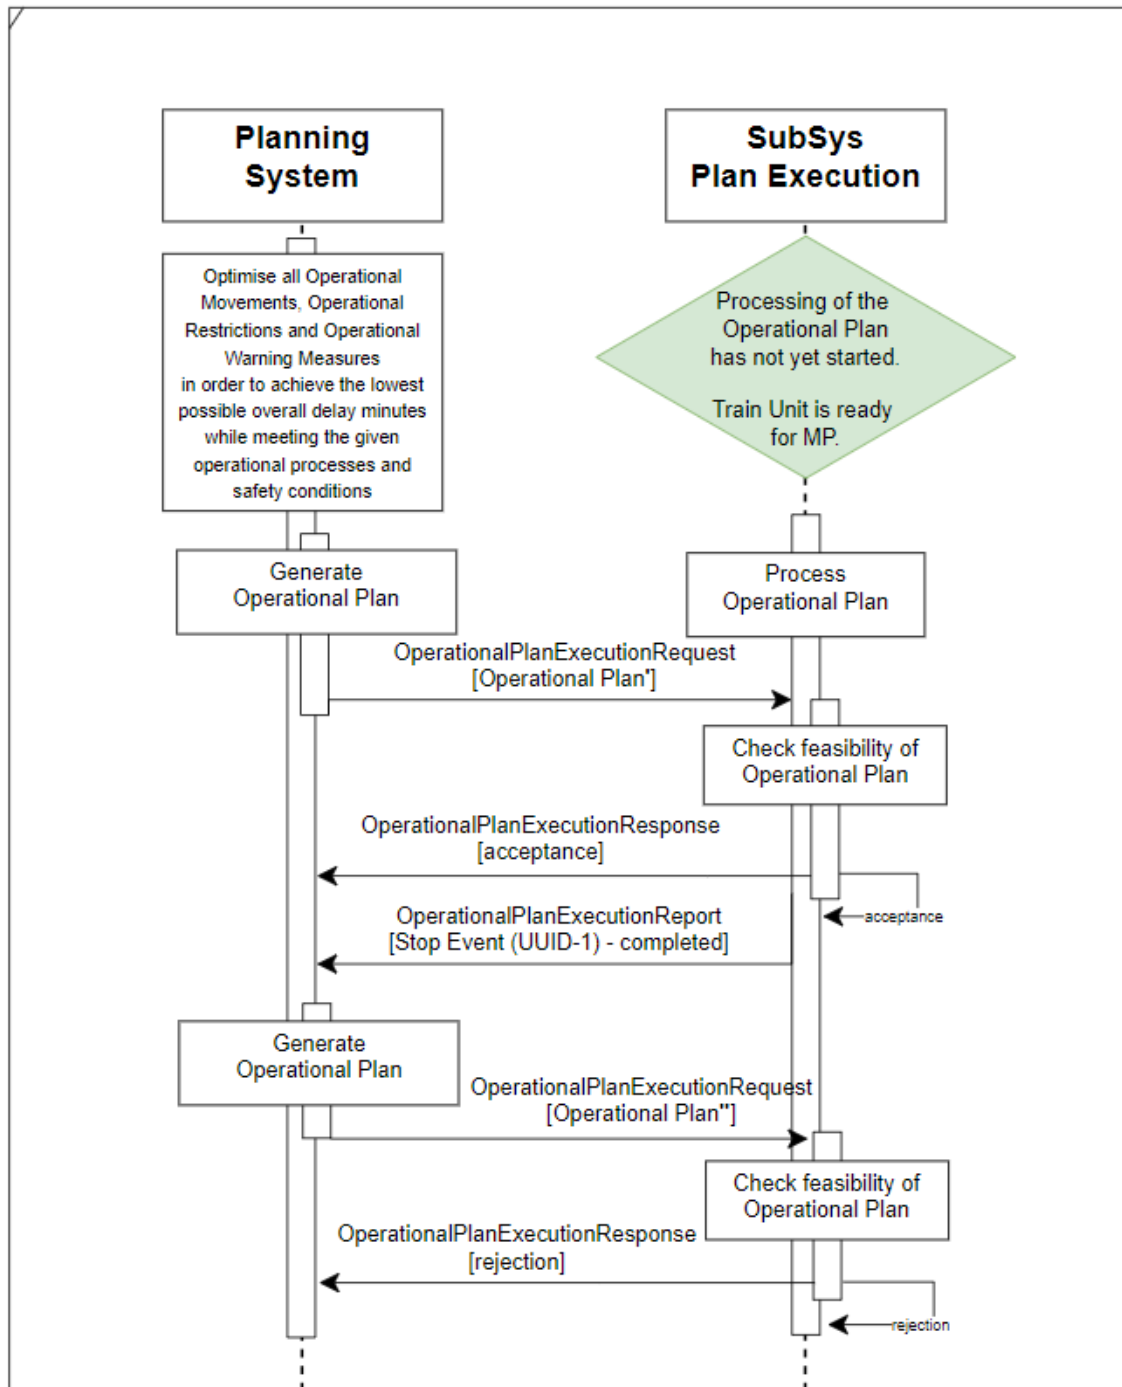 Planning
System
SubSys
Plan Execution
Optimise all Operational
Movements, Operational
Restrictions and Operational
Warning Measures
in order to achieve the lowest
possible overall delay minutes
while meeting the given
operational processes and
safety conditions
Processing of the
Operational Plan
has not yet started.
Train Unit is ready
for MP.
Generate
Operational Plan
Process
Operational Plan
OperationalPlanExecutionRequest
[Operational Plan']
Check feasibility of
Operational Plan
OperationalPlanExecutionResponse
[acceptance]
acceptance
OperationalPlanExecutionReport
[Stop Event (UUID-1) - completed]
Generate
Operational Plan
OperationalPlanExecutionRequest
[Operational Plan'']
Check feasibility of
Operational Plan
OperationalPlanExecutionResponse
[rejection]
rejection